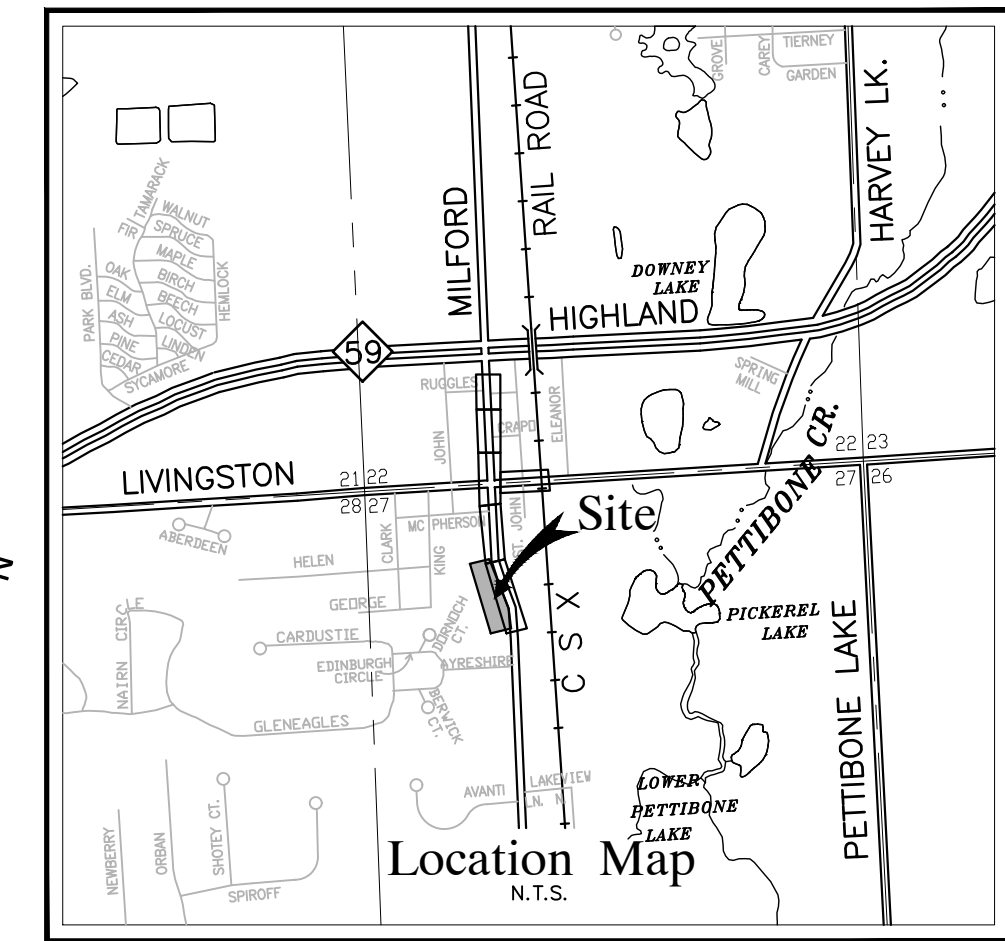 GROVE
CAREY
TIERNEY
GARDEN
HARVEY LK.
RAIL ROAD
MILFORD
TAMARACK
FIR
WALNUT
SPRUCE
MAPLE
BIRCH
BEECH
LOCUST
LINDEN
HEMLOCK
PARK BLVD.
OAK
ELM
ASH
PINE
CEDAR
SYCAMORE
DOWNEY
LAKE
HIGHLAND
59
SPRING
MILL
RUGGLES
JOHN
CRAPO
ELEANOR
PETTIBONE CR.
22 23
27 26
LIVINGSTON
21 22
28 27
ABERDEEN
CLARK
MC PHERSON
KING
ST. JOHN
Site
HELEN
GEORGE
CSX
NAIRN CIRCLE
CARDUSTIE
DORNOCH
CT.
EDINBURGH
CIRCLE
AYRESHIRE
BERWICK
CT.
GLENEAGLES
PICKEREL
LAKE
PETTIBONE LAKE
NEWBERRY
ORBAN
SHOTEY CT.
SPIROFF
AVANTI
LAKEVIEW
LN. N
LOWER
PETTIBONE
LAKE
Location Map
N.T.S.
N